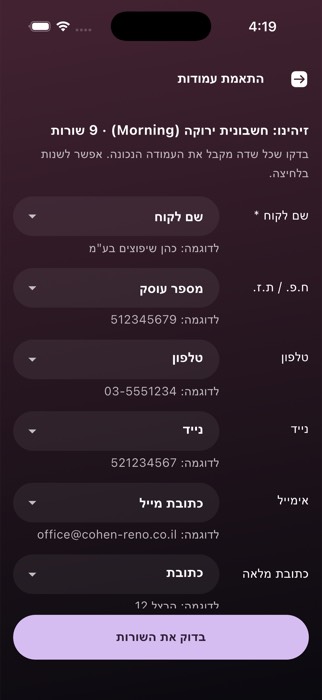 4:19
התאמת עמודות
זיהינו: חשבונית ירוקה (Morning) · 9 שורות
בדקו שכל שדה מקבל את העמודה הנכונה. אפשר לשנות
בלחיצה.
שם לקוח *
שם לקוח
לדוגמה: כהן שיפוצים בע"מ
ח.פ. / ת.ז.
מספר עוסק
לדוגמה: 512345679
טלפון
טלפון
לדוגמה: 03-5551234
נייד
נייד
לדוגמה: 521234567
אימייל
כתובת מייל
לדוגמה: office@cohen-reno.co.il
כתובת מלאה
כתובת
לדוגמה: הרצל 12
בדוק את השורות